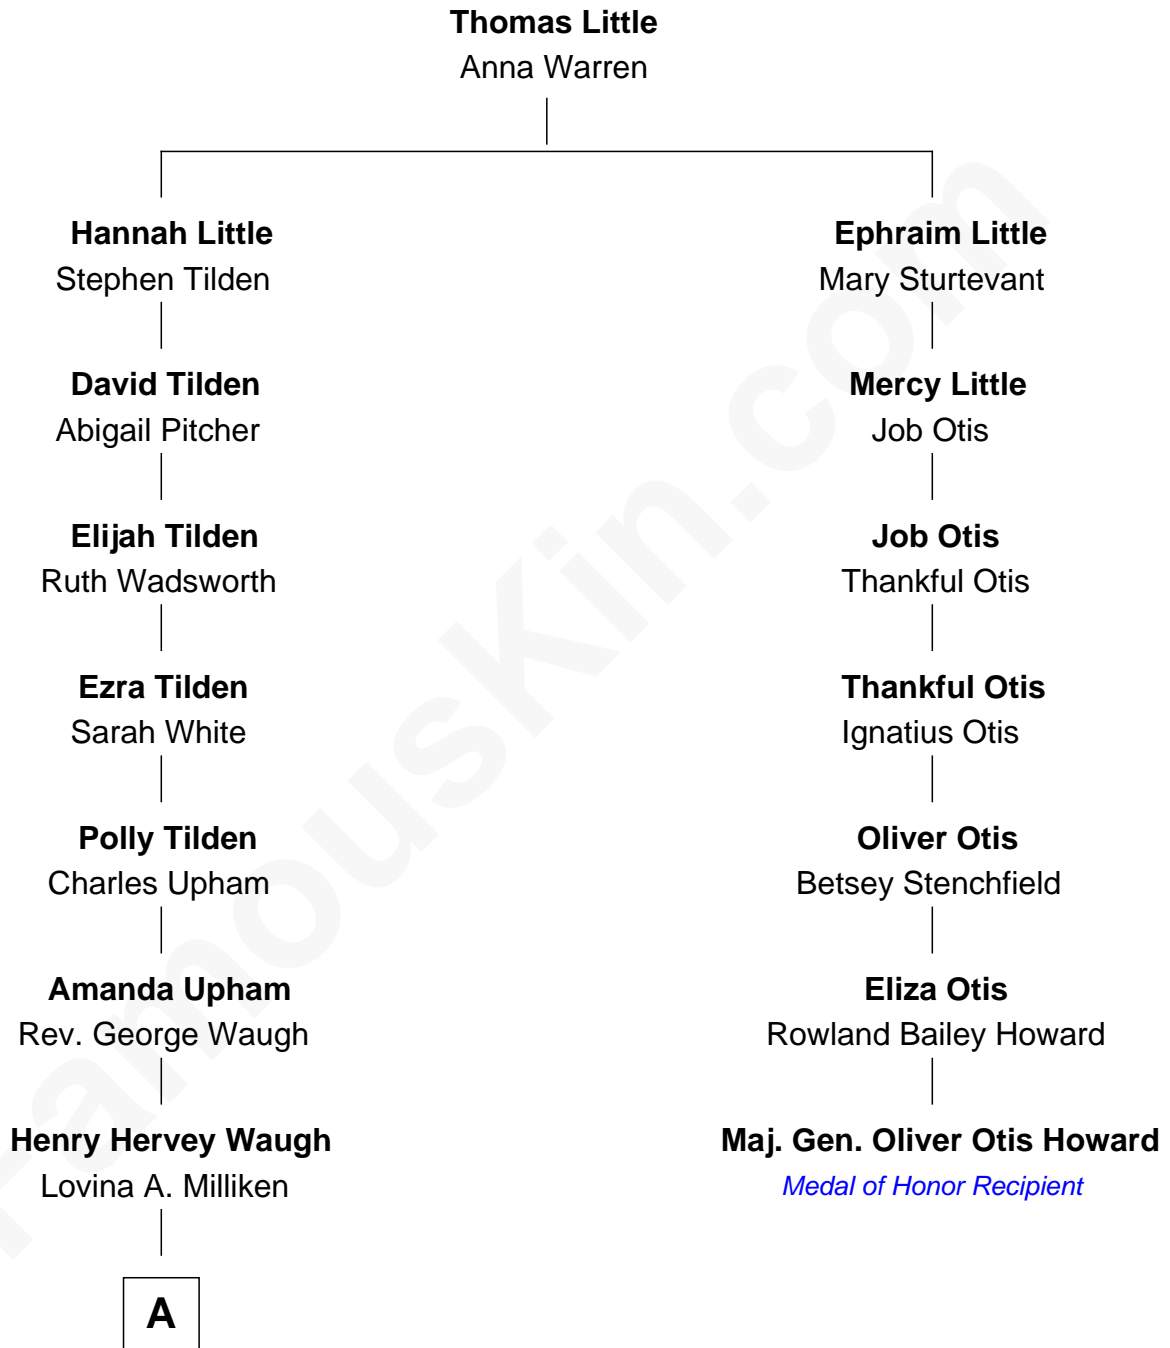 Thomas Little
Anna Warren
Hannah Little
Stephen Tilden
Ephraim Little
Mary Sturtevant
David Tilden
Abigail Pitcher
Mercy Little
Job Otis
Elijah Tilden
Ruth Wadsworth
Job Otis
Thankful Otis
Ezra Tilden
Sarah White
Thankful Otis
Ignatius Otis
Polly Tilden
Charles Upham
Oliver Otis
Betsey Stenchfield
Amanda Upham
Rev. George Waugh
Eliza Otis
Rowland Bailey Howard
Henry Hervey Waugh
Lovina A. Milliken
Maj. Gen. Oliver Otis Howard
Medal of Honor Recipient
A
FamousKin.com